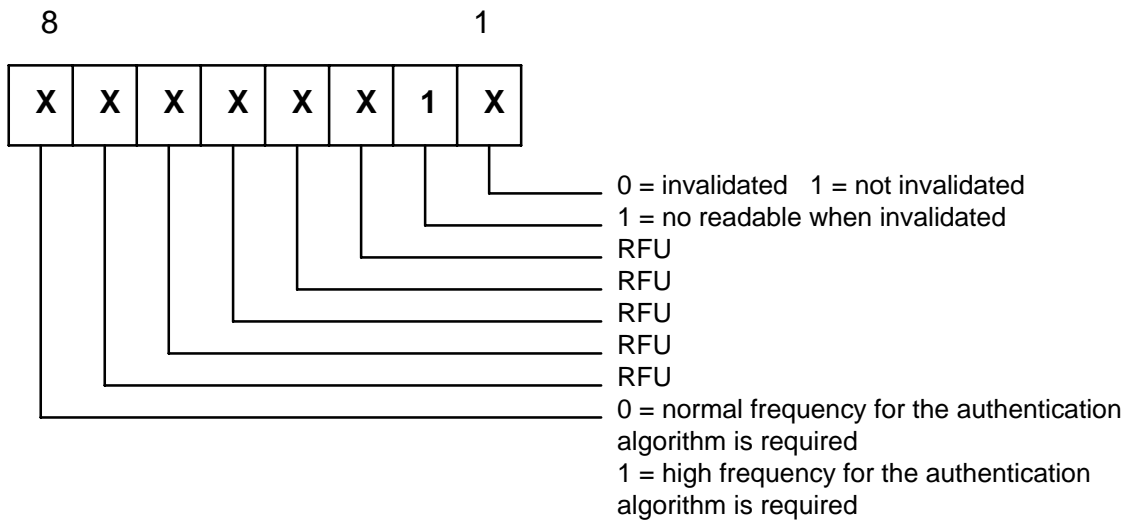 8 1
X X X X X X 1 X
0 = invalidated 1 = not invalidated
1 = no readable when invalidated
RFU
RFU
RFU
RFU
RFU
0 = normal frequency for the authentication
algorithm is required
1 = high frequency for the authentication
algorithm is required